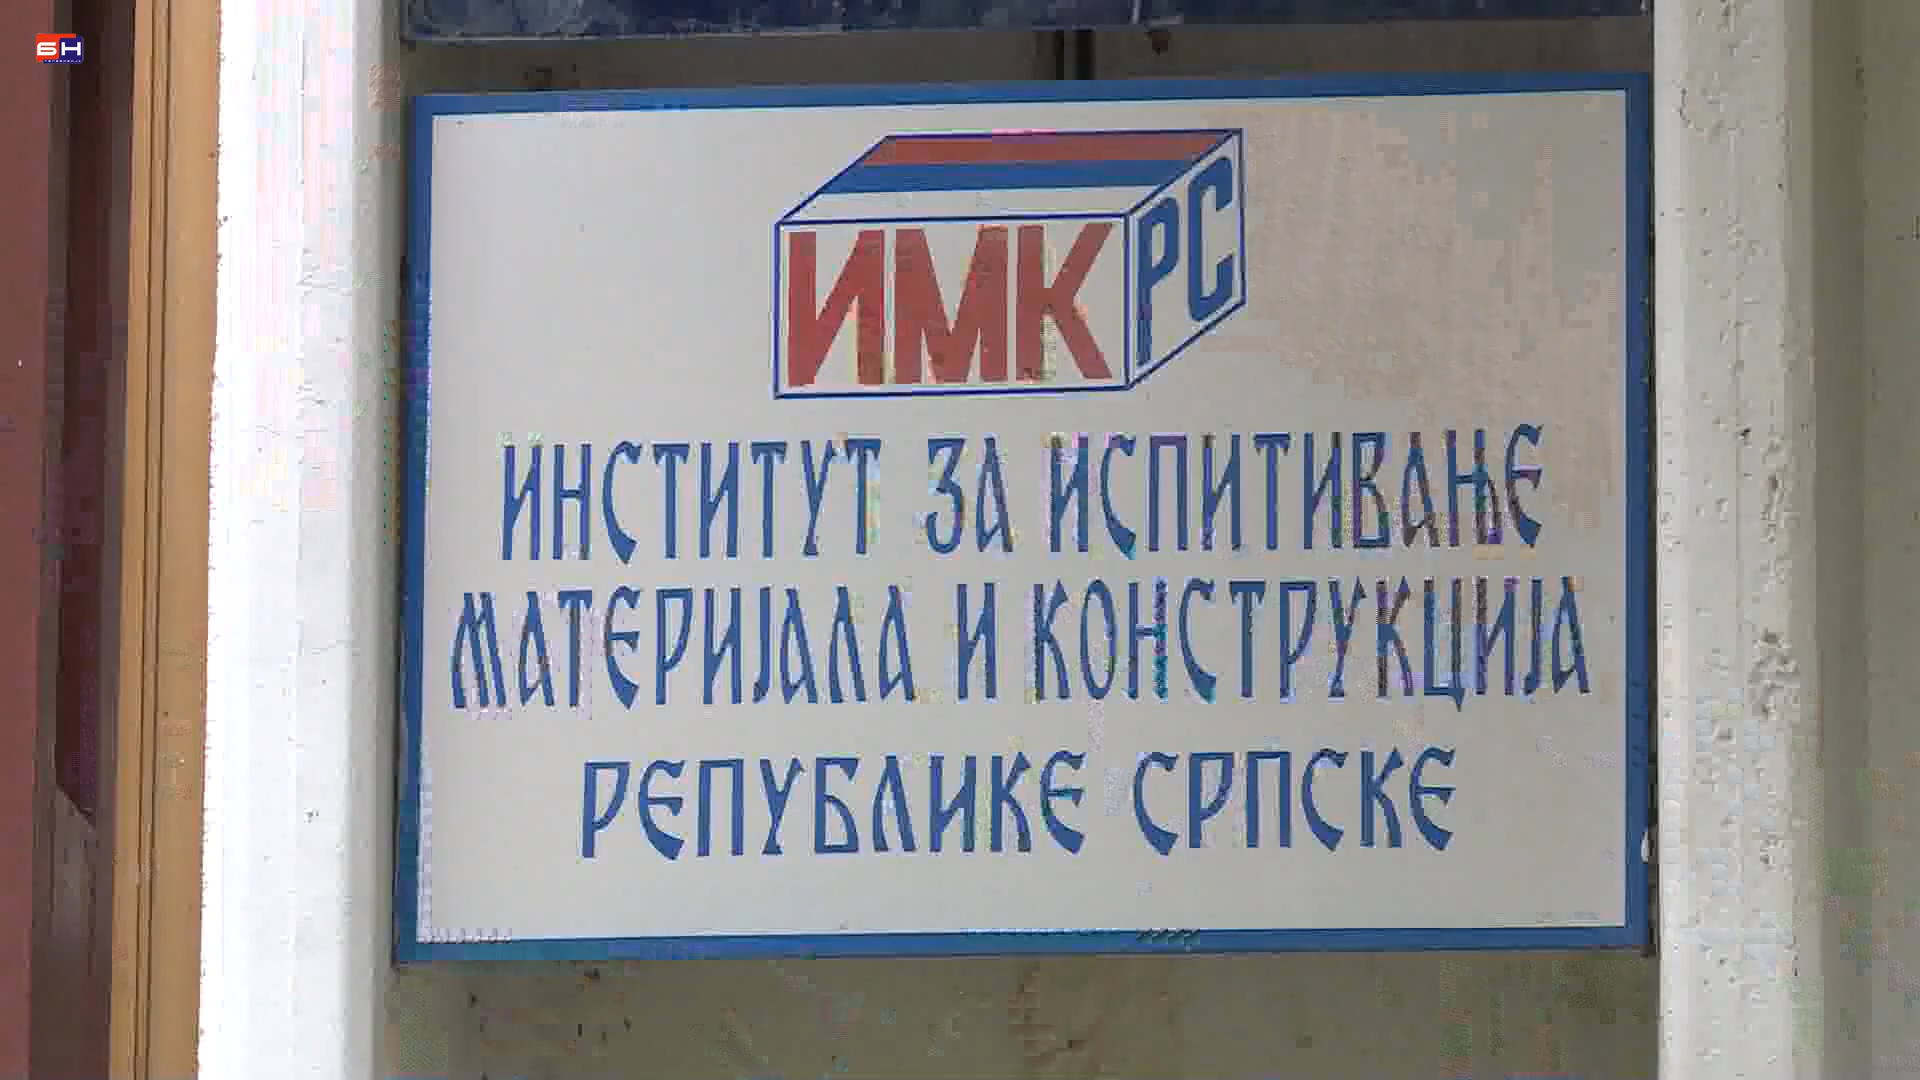 БН
ИМК РС
ИНСТИТУТ ЗА ИСПИТИВАЊЕ
МАТЕРИЈАЛА И КОНСТРУКЦИЈА
РЕПУБЛИКЕ СРПСКЕ